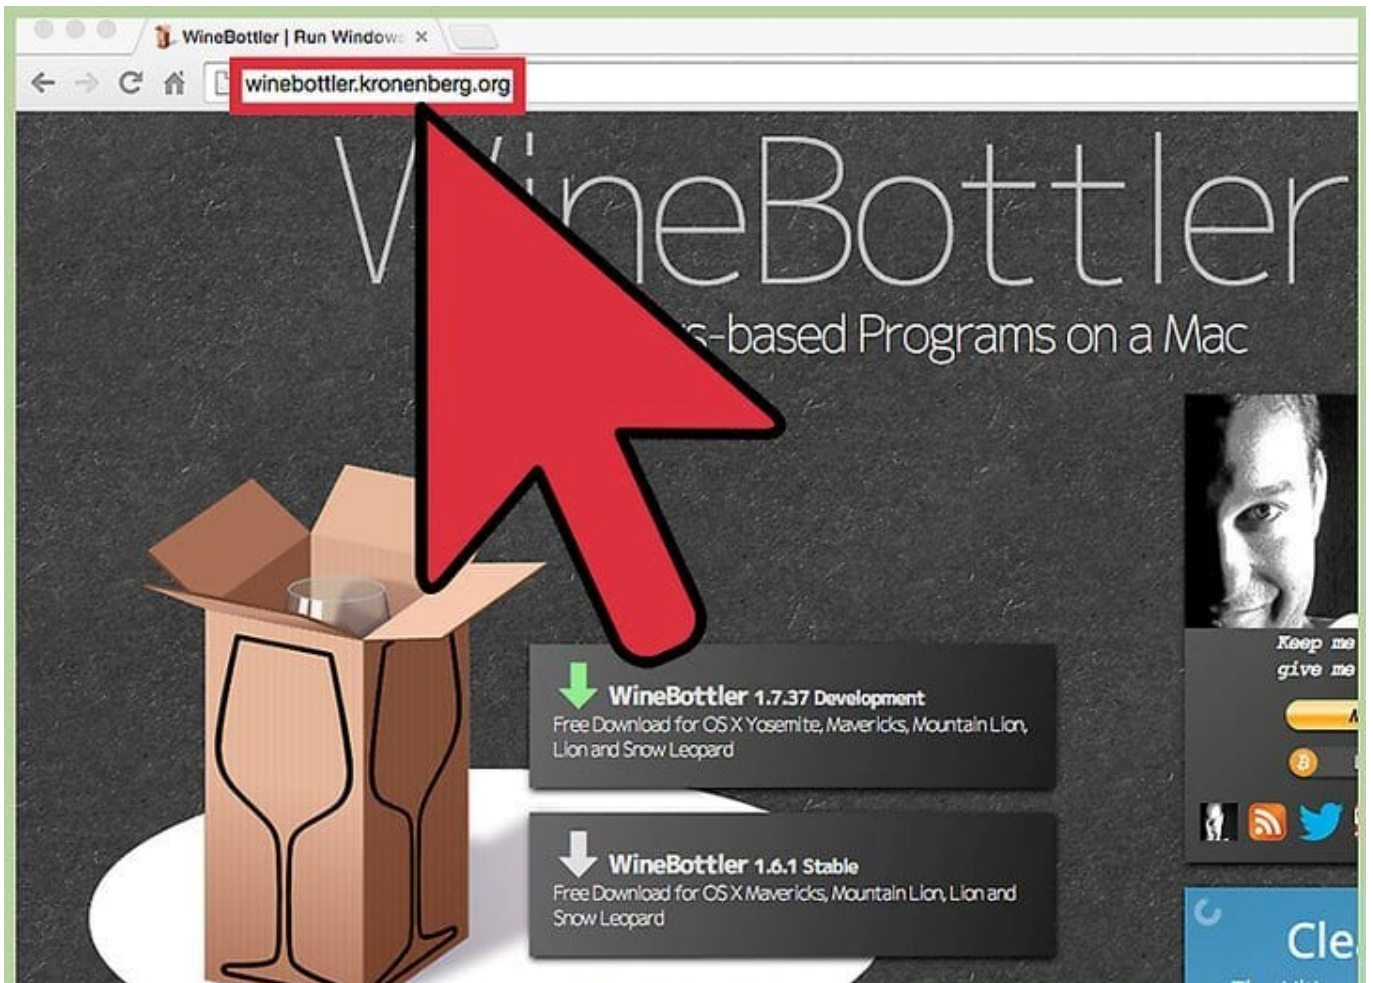 WineBottler | Run Windows
winebottler.kronenberg.org
WineBottler
s-based Programs on a Mac
Keep me
give me
WineBottler 1.7.37 Development
Free Download for OS X Yosemite, Mavericks, Mountain Lion,
Lion and Snow Leopard
WineBottler 1.6.1 Stable
Free Download for OS X Mavericks, Mountain Lion, Lion and
Snow Leopard
Cle